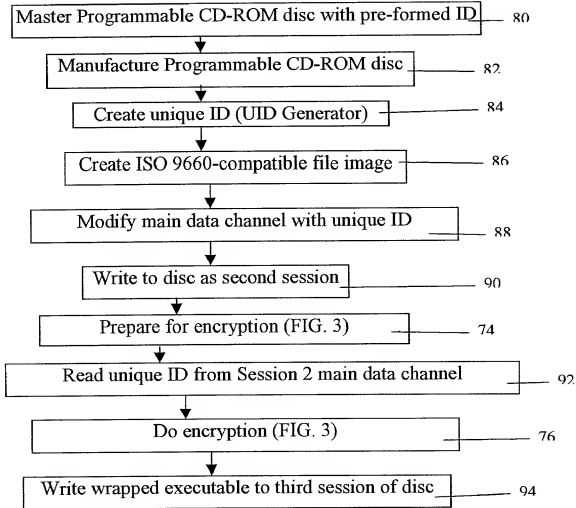 Master Programmable CD-ROM disc with pre-formed ID 80
Manufacture Programmable CD-ROM disc 82
Create unique ID (UID Generator) 84
Create ISO 9660-compatible file image 86
Modify main data channel with unique ID 88
Write to disc as second session 90
Prepare for encryption (FIG. 3) 74
Read unique ID from Session 2 main data channel 92
Do encryption (FIG. 3) 76
Write wrapped executable to third session of disc 94